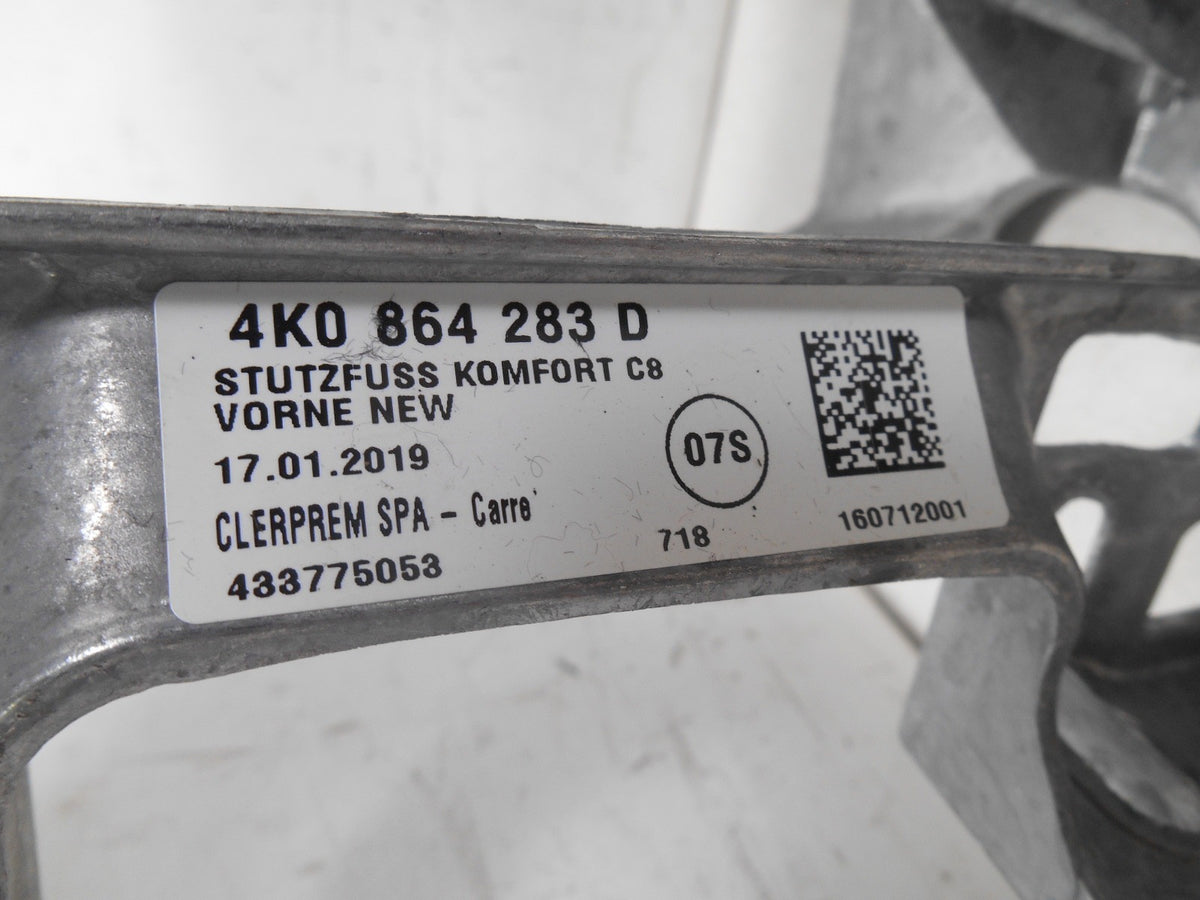 4K0 864 283 D
STUTZFUSS KOMFORT C8
VORNE NEW
17.01.2019
07S
CLERPREM SPA - Carre'
433775053
718
160712001